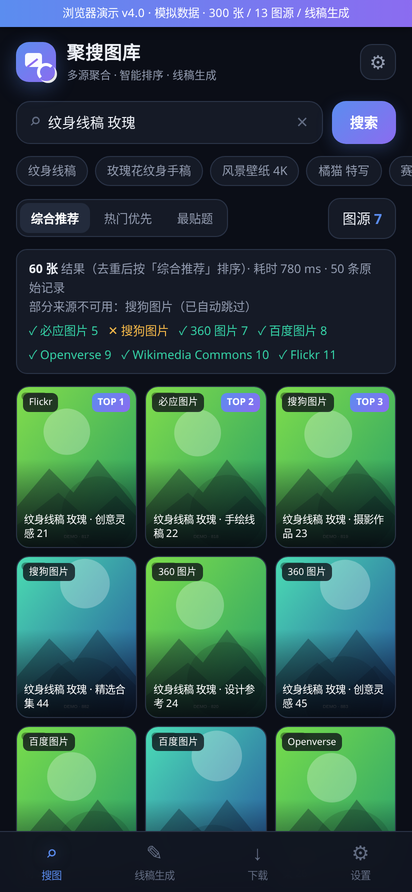 浏览器演示 v4.0 · 模拟数据 · 300 张 / 13 图源 / 线稿生成
聚搜图库
多源聚合 · 智能排序 · 线稿生成
纹身线稿 玫瑰
搜索
纹身线稿
玫瑰花纹身手稿
风景壁纸 4K
橘猫 特写
综合推荐
热门优先
最贴题
图源 7
60 张 结果（去重后按「综合推荐」排序）· 耗时 780 ms · 50 条原
始记录
部分来源不可用：搜狗图片（已自动跳过）
✓ 必应图片 5 ✕ 搜狗图片 ✓ 360 图片 7 ✓ 百度图片 8
✓ Openverse 9 ✓ Wikimedia Commons 10 ✓ Flickr 11
Flickr
TOP 1
纹身线稿 玫瑰 · 创意灵
感 21
必应图片
TOP 2
纹身线稿 玫瑰 · 手绘线
稿 22
搜狗图片
TOP 3
纹身线稿 玫瑰 · 摄影作
品 23
搜狗图片
纹身线稿 玫瑰 · 精选合
集 44
360 图片
纹身线稿 玫瑰 · 设计参
考 24
360 图片
纹身线稿 玫瑰 · 创意灵
感 45
百度图片
百度图片
Openverse
搜图
线稿生成
下载
设置